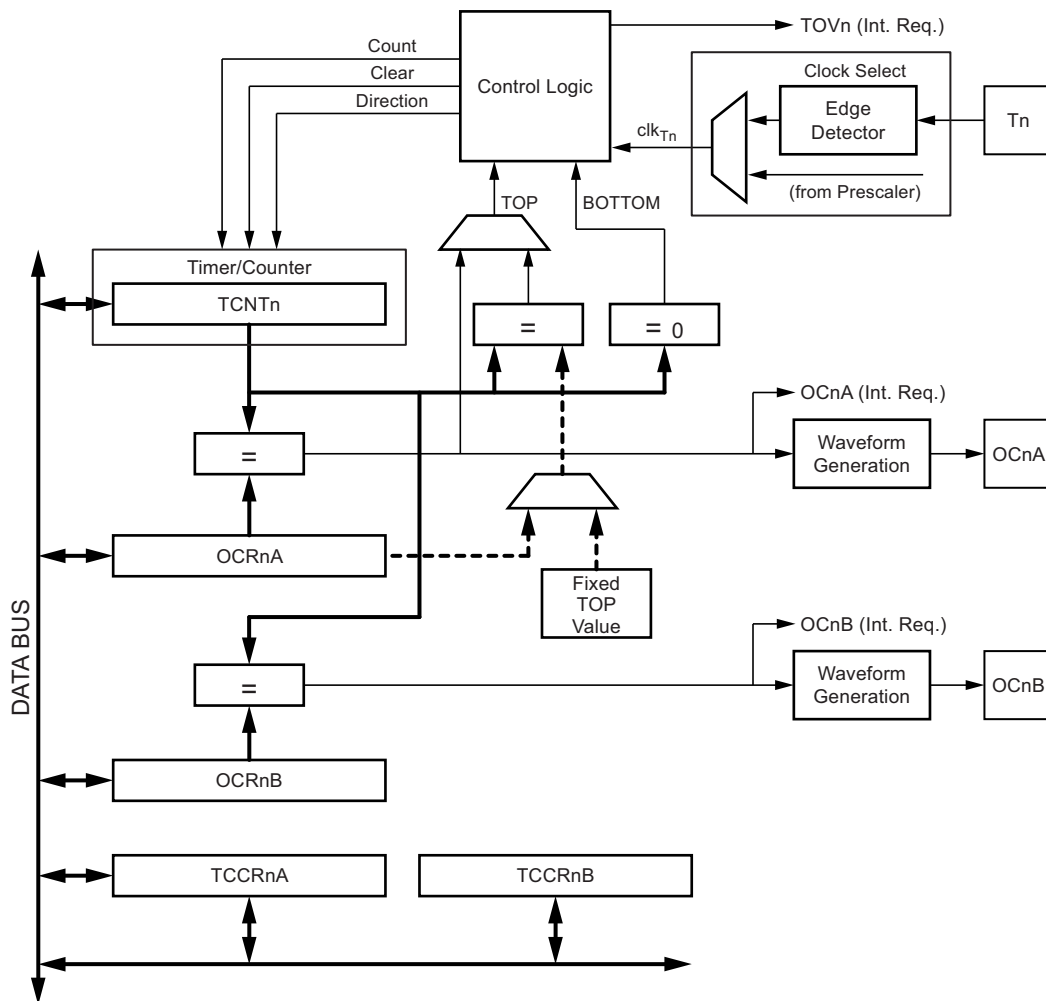 TOVn (Int. Req.)
Count
Clear
Direction
Control Logic
Clock Select
Edge
Detector
Tn
clkTn
(from Prescaler)
TOP
BOTTOM
Timer/Counter
TCNTn
=
= 0
OCnA (Int. Req.)
=
Waveform
Generation
OCnA
OCRnA
Fixed
TOP
Value
OCnB (Int. Req.)
=
Waveform
Generation
OCnB
DATA BUS
OCRnB
TCCRnA
TCCRnB